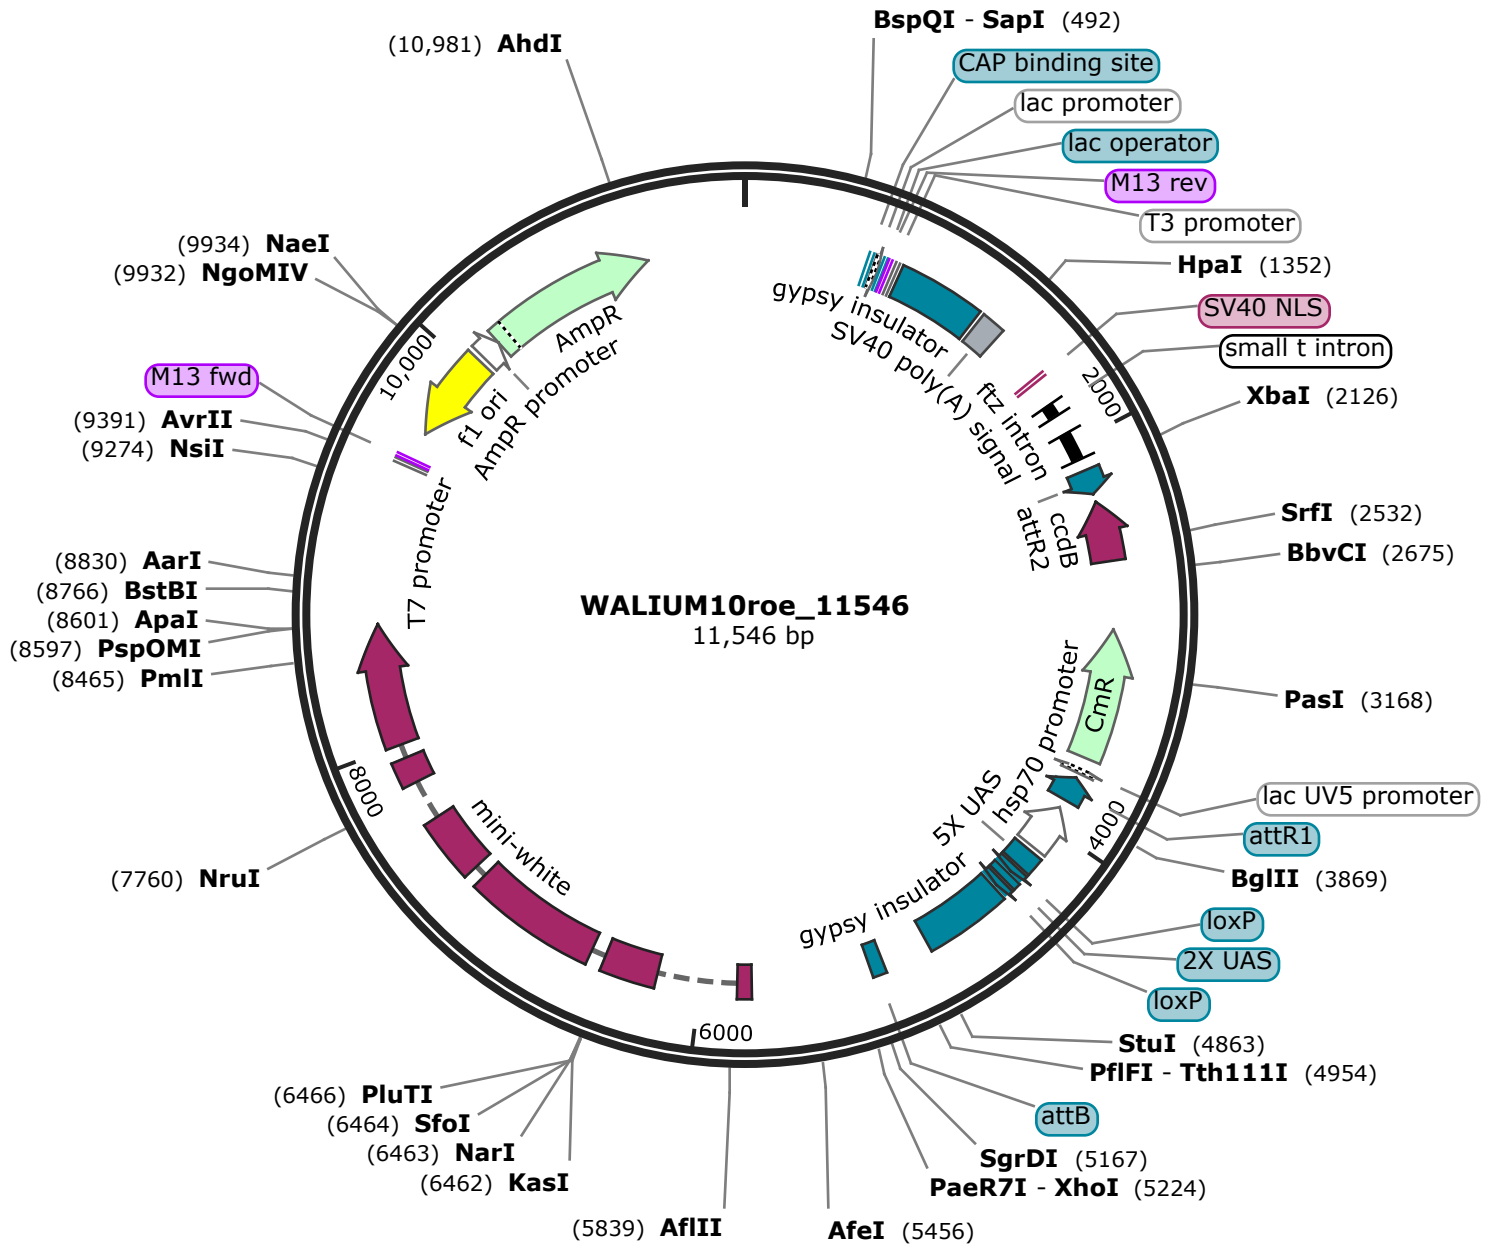 BspQI - SapI (492)
(10,981) AhdI
CAP binding site
lac promoter
lac operator
M13 rev
T3 promoter
(9934) NaeI
(9932) NgoMIV
HpaI (1352)
SV40 NLS
small t intron
XbaI (2126)
M13 fwd
(9391) AvrII
(9274) NsiI
SrfI (2532)
BbvCI (2675)
(8830) AarI
(8766) BstBI
(8601) ApaI
(8597) PspOMI
(8465) PmlI
PasI (3168)
lac UV5 promoter
attR1
BglII (3869)
(7760) NruI
loxP
2X UAS
loxP
StuI (4863)
PflFI - Tth111I (4954)
attB
SgrDI (5167)
PaeR7I - XhoI (5224)
(6466) PluTI
(6464) SfoI
(6463) NarI
(6462) KasI
(5839) AflII
AfeI (5456)
2000
4000
6000
8000
10,000
gypsy insulator
SV40 poly(A) signal
ftz intron
attR2
ccdB
CmR
hsp70 promoter
5X UAS
gypsy insulator
mini-white
T7 promoter
f1 ori
AmpR promoter
AmpR
WALIUM10roe_11546
11,546 bp